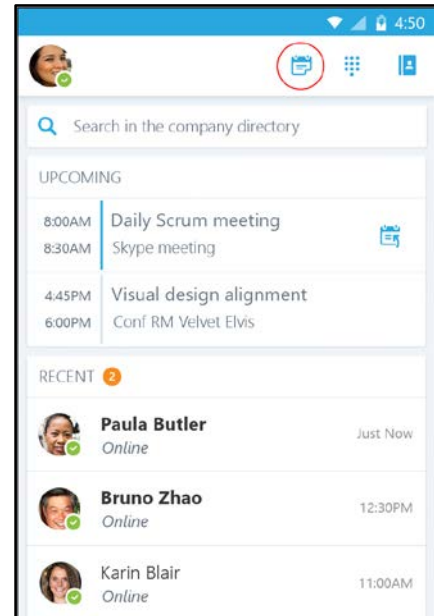 4:50
Search in the company directory
UPCOMING
8:00AM Daily Scrum meeting
8:30AM Skype meeting
4:45PM Visual design alignment
6:00PM Conf RM Velvet Elvis
RECENT 2
Paula Butler
Online
Just Now
Bruno Zhao
Online
12:30PM
Karin Blair
Online
11:00AM